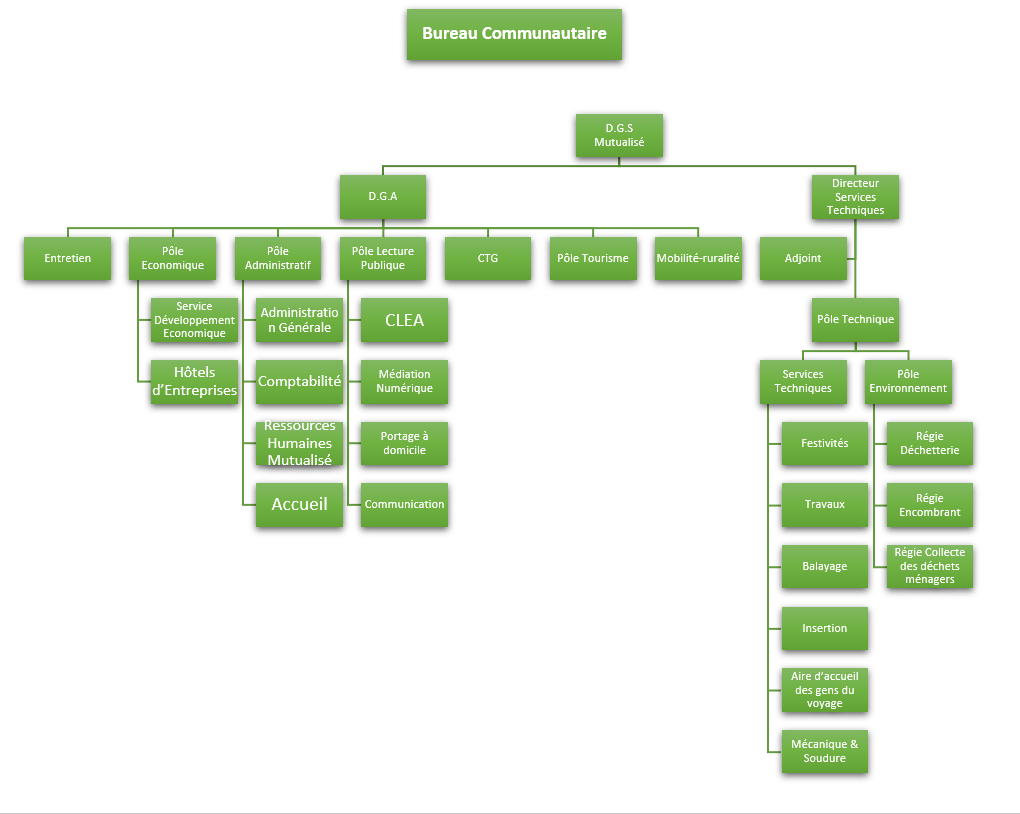 Bureau Communautaire
D.G.S
Mutualisé
D.G.A
Directeur
Services
Techniques
Entretien
Pôle
Economique
Pôle
Administratif
Pôle Lecture
Publique
CTG
Pôle Tourisme
Mobilité-ruralité
Adjoint
Service
Développement
Economique
Administratio
n Générale
CLEA
Pôle Technique
Hôtels
d’Entreprises
Comptabilité
Médiation
Numérique
Services
Techniques
Pôle
Environnement
Ressources
Humaines
Mutualisé
Portage à
domicile
Festivités
Régie
Déchetterie
Accueil
Communication
Travaux
Régie
Encombrant
Balayage
Régie Collecte
des déchets
ménagers
Insertion
Aire d’accueil
des gens du
voyage
Mécanique &
Soudure